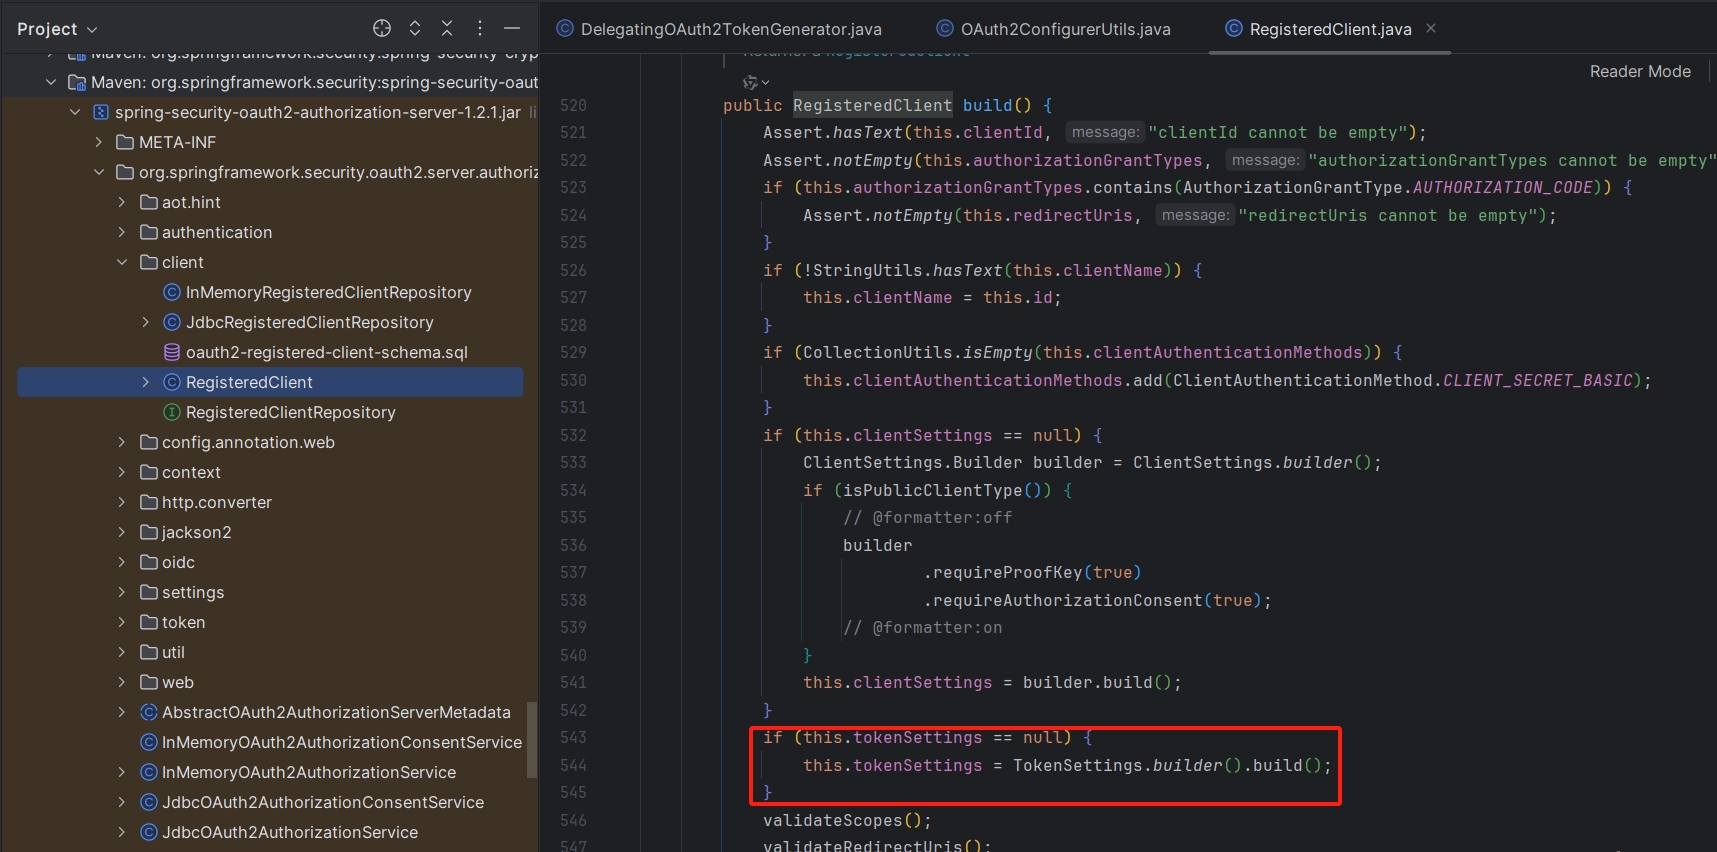 Project
Maven: org.springframework.security:spring-security-cryp
Maven: org.springframework.security:spring-security-oaut
spring-security-oauth2-authorization-server-1.2.1.jar li
META-INF
org.springframework.security.oauth2.server.authoriz
aot.hint
authentication
client
InMemoryRegisteredClientRepository
JdbcRegisteredClientRepository
oauth2-registered-client-schema.sql
RegisteredClient
RegisteredClientRepository
config.annotation.web
context
http.converter
jackson2
oidc
settings
token
util
web
AbstractOAuth2AuthorizationServerMetadata
InMemoryOAuth2AuthorizationConsentService
InMemoryOAuth2AuthorizationService
JdbcOAuth2AuthorizationConsentService
JdbcOAuth2AuthorizationService
DelegatingOAuth2TokenGenerator.java
OAuth2ConfigurerUtils.java
RegisteredClient.java
Reader Mode
520 public RegisteredClient build() {
521 Assert.hasText(this.clientId, message: "clientId cannot be empty");
522 Assert.notEmpty(this.authorizationGrantTypes, message: "authorizationGrantTypes cannot be empty"
523 if (this.authorizationGrantTypes.contains(AuthorizationGrantType.AUTHORIZATION_CODE)) {
524 Assert.notEmpty(this.redirectUris, message: "redirectUris cannot be empty");
525 }
526 if (!StringUtils.hasText(this.clientName)) {
527 this.clientName = this.id;
528 }
529 if (CollectionUtils.isEmpty(this.clientAuthenticationMethods)) {
530 this.clientAuthenticationMethods.add(ClientAuthenticationMethod.CLIENT_SECRET_BASIC);
531 }
532 if (this.clientSettings == null) {
533 ClientSettings.Builder builder = ClientSettings.builder();
534 if (isPublicClientType()) {
535 // @formatter:off
536 builder
537 .requireProofKey(true)
538 .requireAuthorizationConsent(true);
539 // @formatter:on
540 }
541 this.clientSettings = builder.build();
542 }
543 if (this.tokenSettings == null) {
544 this.tokenSettings = TokenSettings.builder().build();
545 }
546 validateScopes();
547 validateRedirectUris();